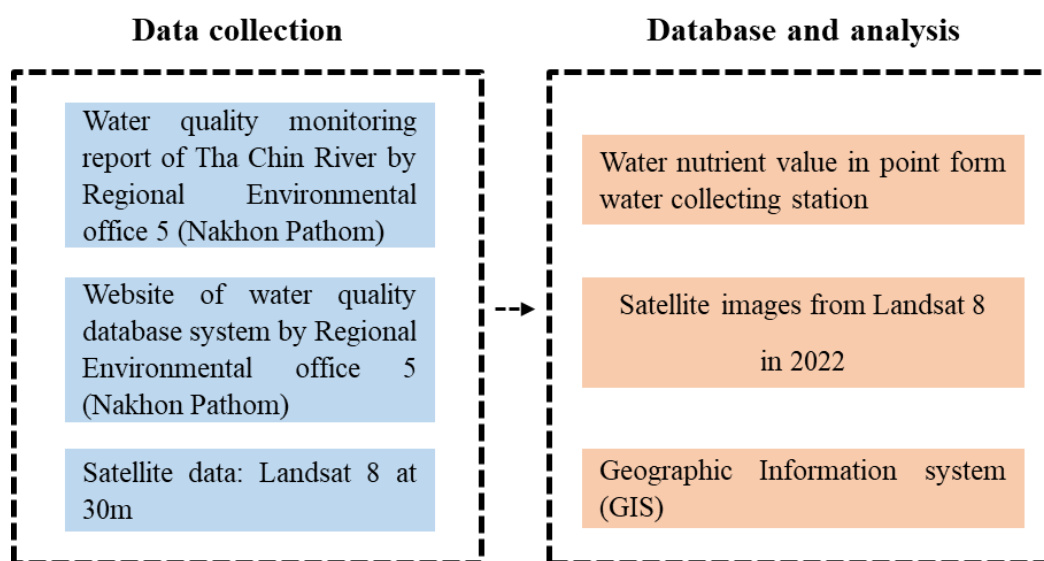 Data collection
Water quality monitoring
report of Tha Chin River by
Regional Environmental
office 5 (Nakhon Pathom)
Website of water quality
database system by Regional
Environmental office 5
(Nakhon Pathom)
Satellite data: Landsat 8 at
30m
Database and analysis
Water nutrient value in point form
water collecting station
Satellite images from Landsat 8
in 2022
Geographic Information system
(GIS)